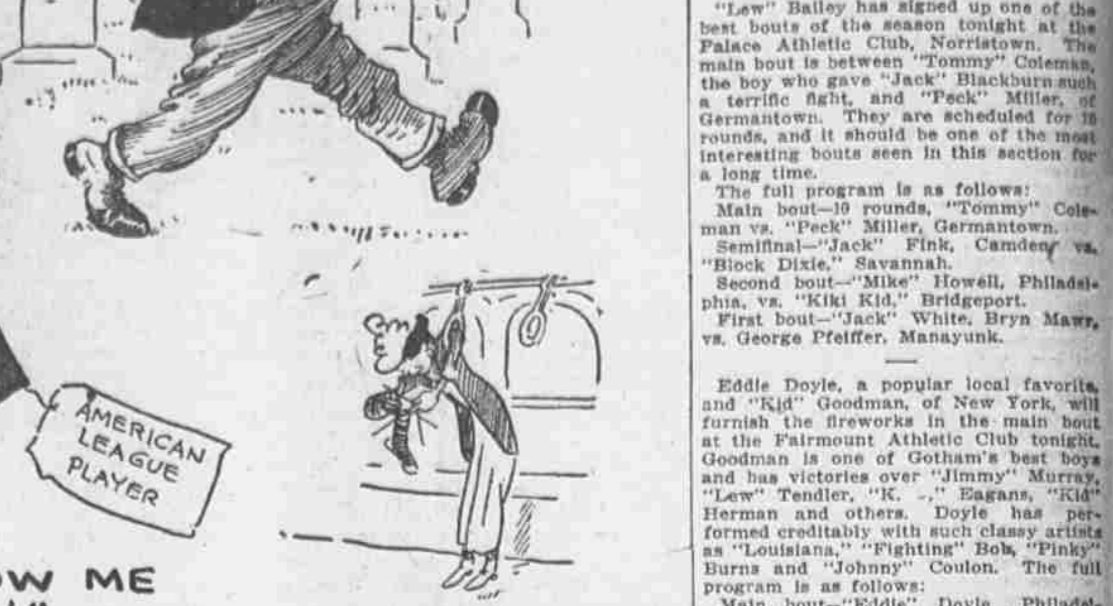 AMERICAN
LEAGUE
PLAYER
OW ME
"Lew" Bailey has signed up one of the
best bouts of the season tonight at the
Palace Athletic Club, Norristown. The
main bout is between "Tommy" Coleman,
the boy who gave "Jack" Blackburn such
a terrific fight, and "Peck" Miller, of
Germantown. They are scheduled for 10
rounds, and it should be one of the most
interesting bouts seen in this section for
a long time.
The full program is as follows:
Main bout—10 rounds, "Tommy" Cole-
man vs. "Peck" Miller, Germantown.
Semifinal—"Jack" Fink, Camden, vs.
"Block Dixie," Savannah.
Second bout—"Mike" Howell, Philadel-
phia, vs. "Kiki Kid," Bridgeport.
First bout—"Jack" White, Bryn Mawr,
vs. George Pfeiffer, Manayunk.
Eddie Doyle, a popular local favorite,
and "Kid" Goodman, of New York, will
furnish the fireworks in the main bout
at the Fairmount Athletic Club tonight.
Goodman is one of Gotham's best boys
and has victories over "Jimmy" Murray,
"Lew" Tendler, "K. Eagans, "Kid"
Herman and others. Doyle has per-
formed creditably with such classy artists
as "Louisiana," "Fighting" Bob, "Pinky"
Burns and "Johnny" Coulon. The full
program is as follows:
Main bout—"Eddie" Doyle, Philadel-